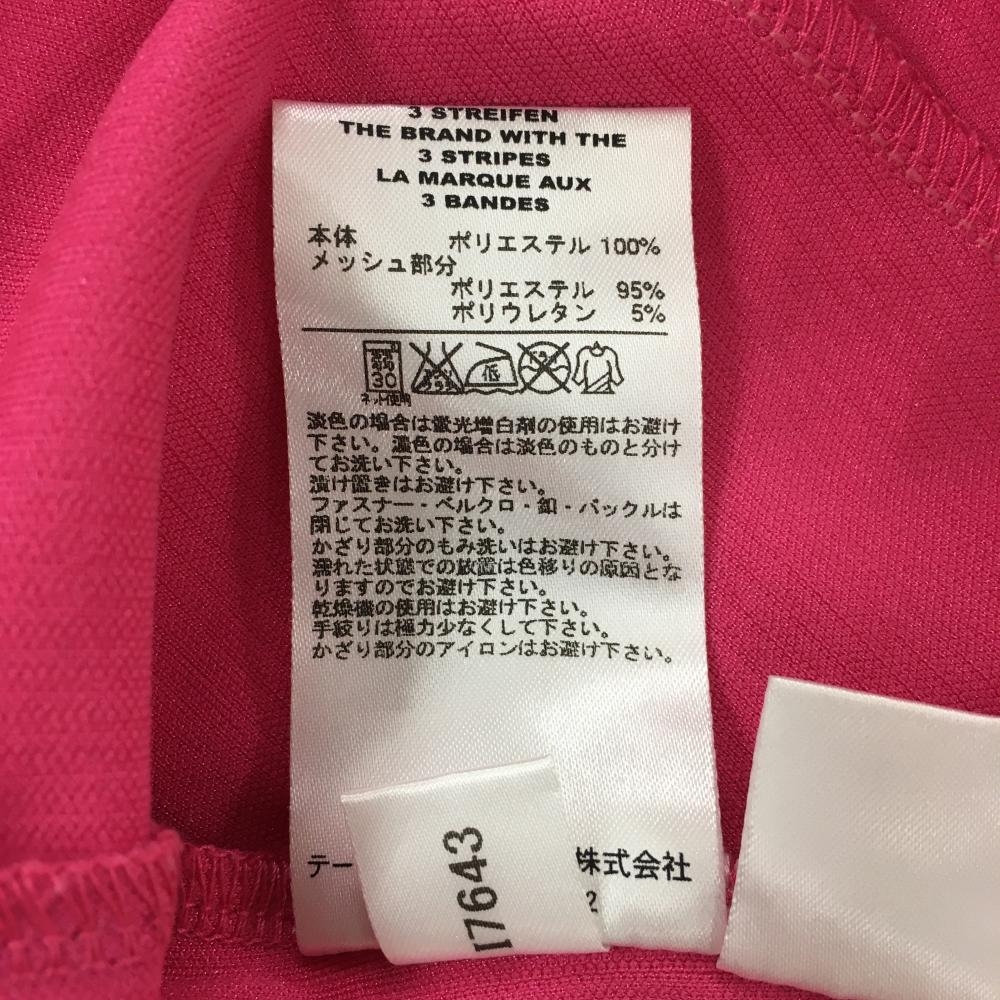 3 STREIFEN
THE BRAND WITH THE
3 STRIPES
LA MARQUE AUX
3 BANDES
本体 ポリエステル 100%
メッシュ部分
ポリエステル 95%
ポリウレタン 5%
30 低
ネット使用
淡色の場合は蛍光増白剤の使用はお避け
下さい。濃色の場合は淡色のものと分け
てお洗い下さい。
漬け置きはお避け下さい。
ファスナー・ベルクロ・釦・バックルは
閉じてお洗い下さい。
かざり部分のもみ洗いはお避け下さい。
濡れた状態での放置は色移りの原因とな
りますのでお避け下さい。
乾燥機の使用はお避け下さい。
手絞りは極力少なくして下さい。
かざり部分のアイロンはお避け下さい。
テー 株式会社
2
17643